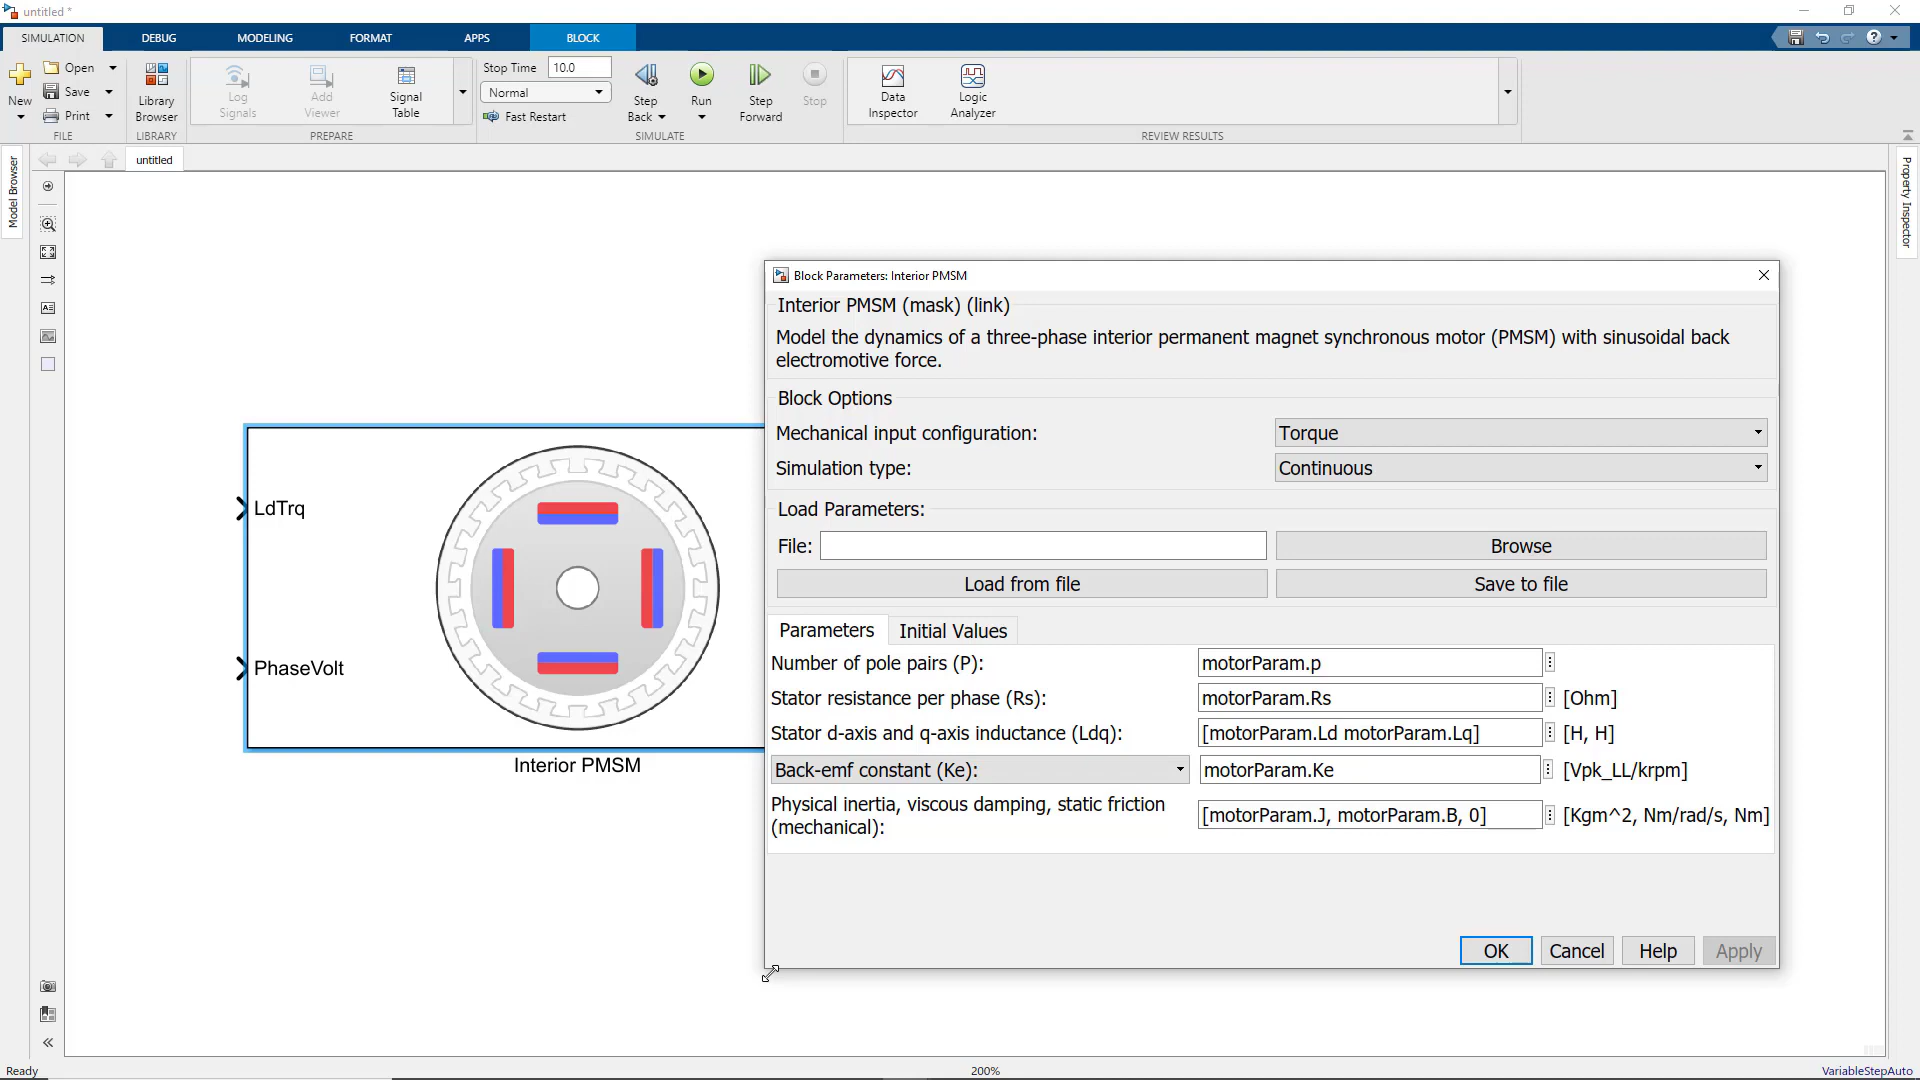 untitled *
SIMULATION
DEBUG
MODELING
FORMAT
APPS
BLOCK
New
Open
Save
Print
FILE
Library
Browser
LIBRARY
Log
Signals
Add
Viewer
Signal
Table
PREPARE
Stop Time 10.0
Normal
Fast Restart
Step
Back
Run
Step
Forward
Stop
SIMULATE
Data
Inspector
Logic
Analyzer
REVIEW RESULTS
Model Browser
untitled
Property Inspector
LdTrq
PhaseVolt
Interior PMSM
Block Parameters: Interior PMSM
Interior PMSM (mask) (link)
Model the dynamics of a three-phase interior permanent magnet synchronous motor (PMSM) with sinusoidal back
electromotive force.
Block Options
Mechanical input configuration: Torque
Simulation type: Continuous
Load Parameters:
File: Browse
Load from file Save to file
Parameters Initial Values
Number of pole pairs (P): motorParam.p
Stator resistance per phase (Rs): motorParam.Rs [Ohm]
Stator d-axis and q-axis inductance (Ldq): [motorParam.Ld motorParam.Lq] [H, H]
Back-emf constant (Ke): motorParam.Ke [Vpk_LL/krpm]
Physical inertia, viscous damping, static friction
(mechanical): [motorParam.J, motorParam.B, 0] [Kgm^2, Nm/rad/s, Nm]
OK Cancel Help Apply
Ready
200%
VariableStepAuto